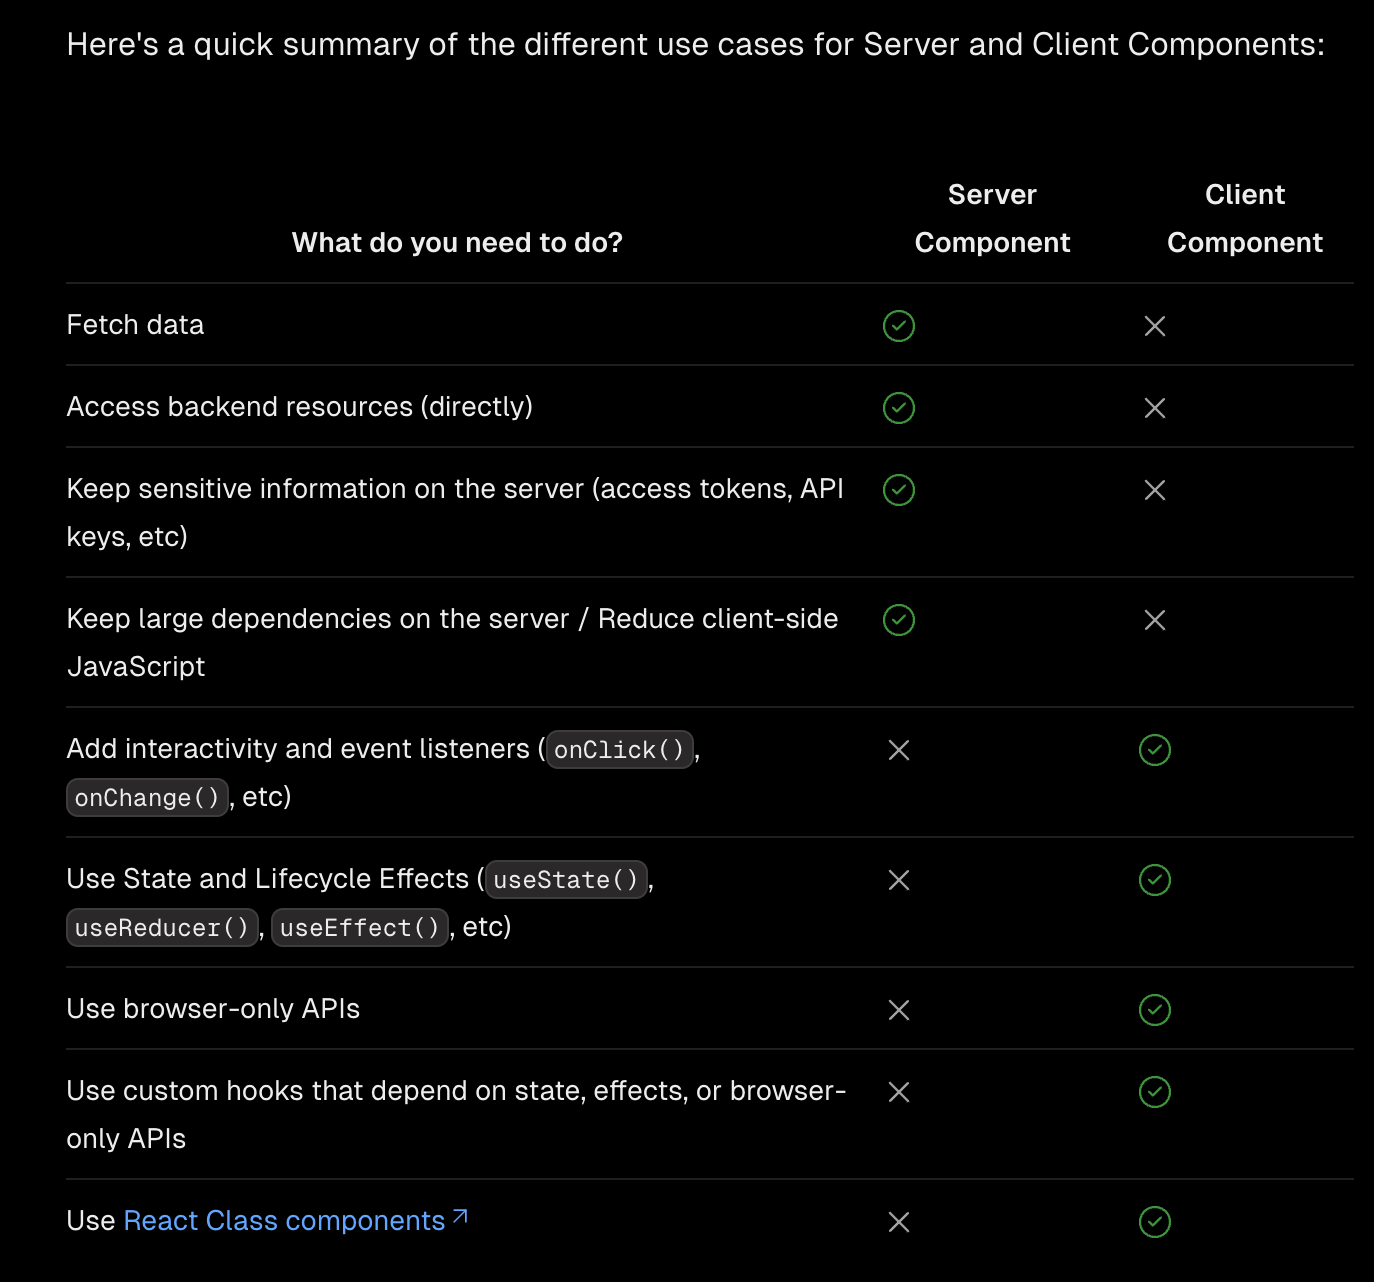 Here's a quick summary of the different use cases for Server and Client Components:
What do you need to do?
Server
Component
Client
Component
Fetch data
Access backend resources (directly)
Keep sensitive information on the server (access tokens, API
keys, etc)
Keep large dependencies on the server / Reduce client-side
JavaScript
Add interactivity and event listeners (onClick(),
onChange(), etc)
Use State and Lifecycle Effects (useState(),
useReducer(), useEffect(), etc)
Use browser-only APIs
Use custom hooks that depend on state, effects, or browser-
only APIs
Use React Class components